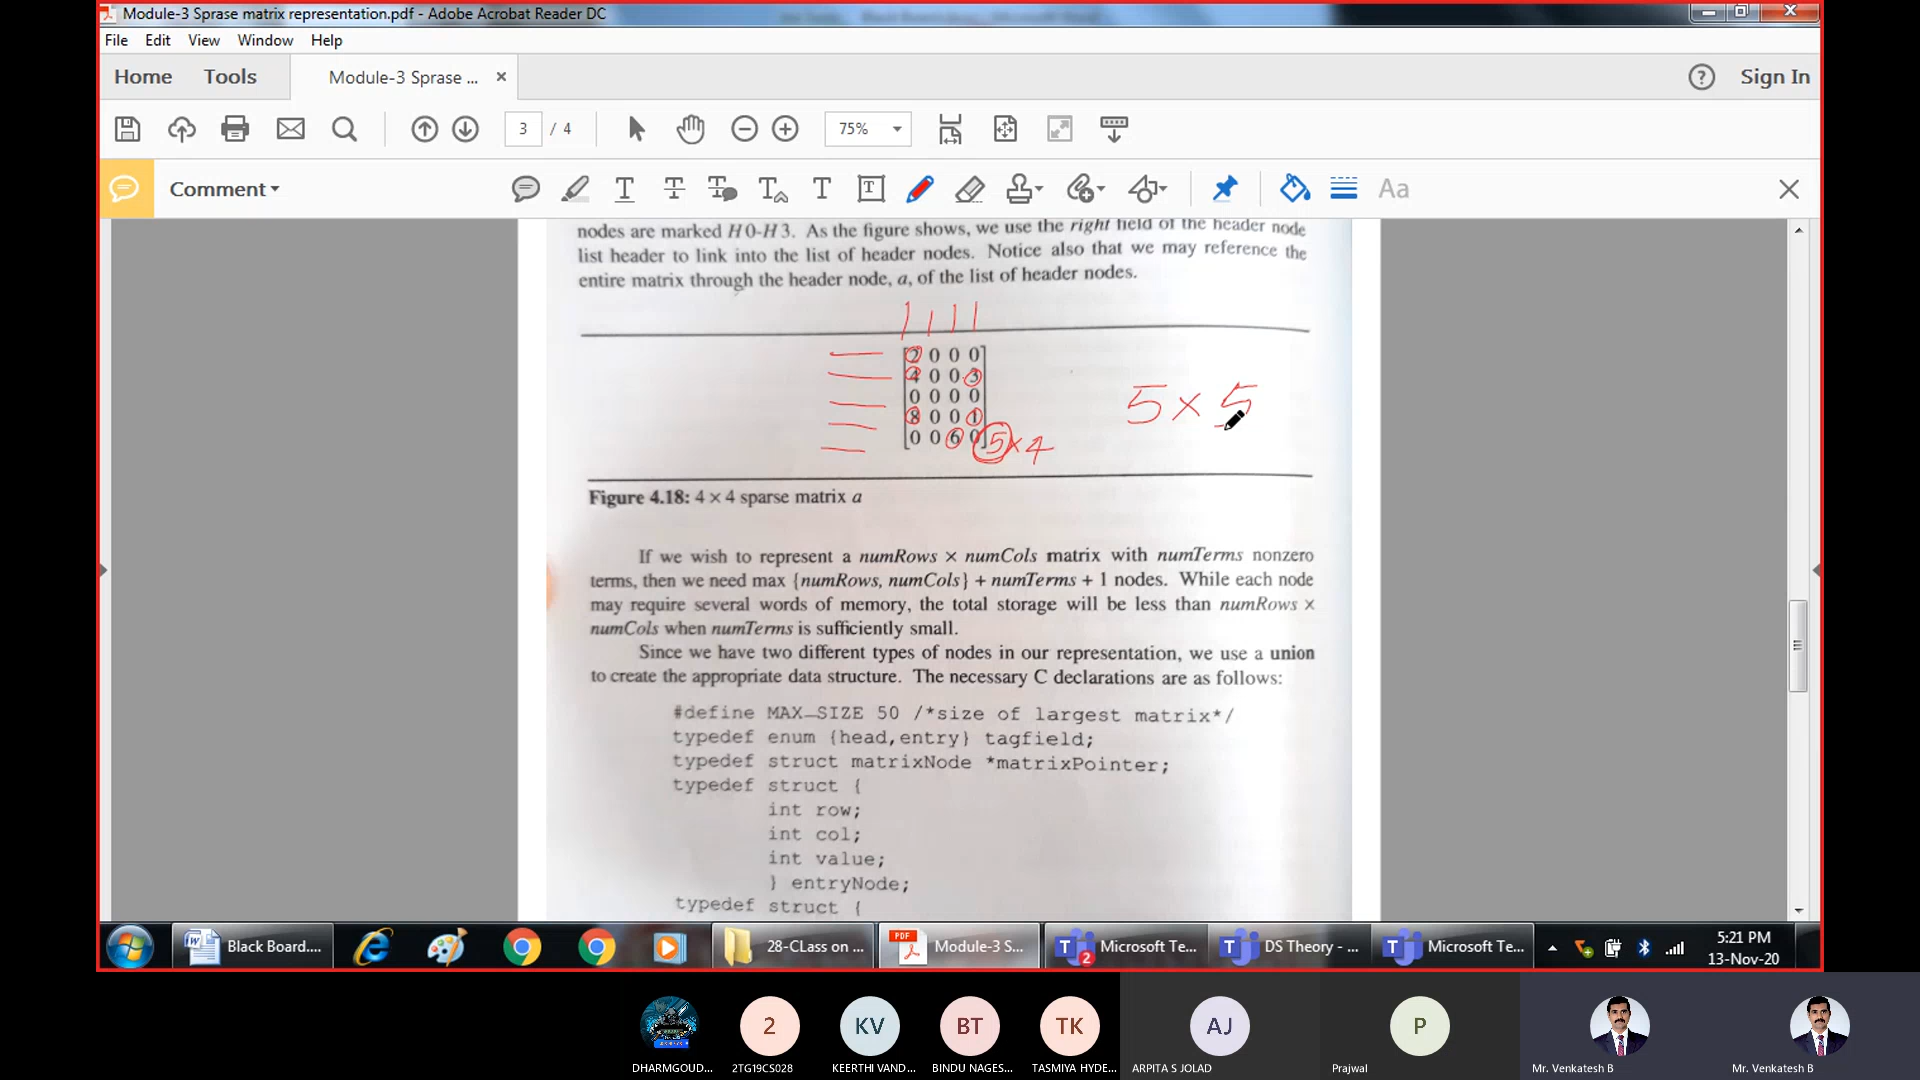 Module-3 Sprase matrix representation.pdf - Adobe Acrobat Reader DC
File Edit View Window Help
Home Tools Module-3 Sprase ... × ? Sign In
3 / 4 75%
Comment T T T T T Aa
nodes are marked H0-H3. As the figure shows, we use the right field of the header node
list header to link into the list of header nodes. Notice also that we may reference the
entire matrix through the header node, a, of the list of header nodes.
2 0 0 0
4 0 0 3
0 0 0 0
8 0 0 1
0 0 6 0
5×4
5×5
Figure 4.18: 4 × 4 sparse matrix a
If we wish to represent a numRows × numCols matrix with numTerms nonzero
terms, then we need max {numRows, numCols} + numTerms + 1 nodes. While each node
may require several words of memory, the total storage will be less than numRows ×
numCols when numTerms is sufficiently small.
Since we have two different types of nodes in our representation, we use a union
to create the appropriate data structure. The necessary C declarations are as follows:
#define MAX_SIZE 50 /*size of largest matrix*/
typedef enum {head,entry} tagfield;
typedef struct matrixNode *matrixPointer;
typedef struct {
int row;
int col;
int value;
} entryNode;
typedef struct {
Black Board.... 28-CLass on ... PDF Module-3 S... 2 Microsoft Te... DS Theory - ... Microsoft Te... 5:21 PM
13-Nov-20
2 KV BT TK AJ P
DHARMGOUD... 2TG19CS028 KEERTHI VAND... BINDU NAGES... TASMIYA HYDE... ARPITA S JOLAD Prajwal Mr. Venkatesh B Mr. Venkatesh B